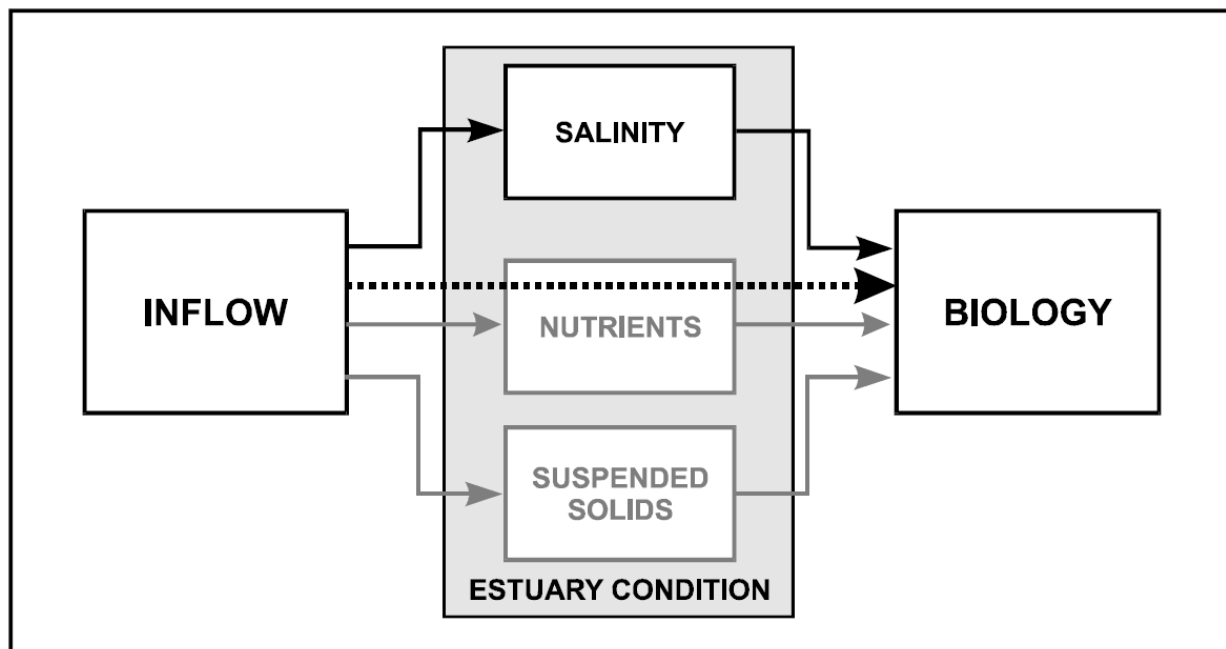 SALINITY
INFLOW
NUTRIENTS
BIOLOGY
SUSPENDED
SOLIDS
ESTUARY CONDITION